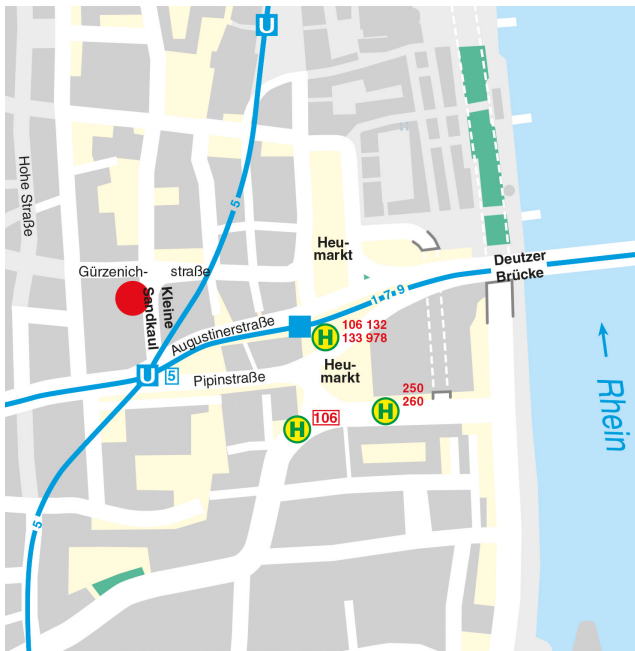 U
5
Hohe Straße
Heu-
markt
Gürzenich- straße
Deutzer
Brücke
Kleine
Sandkaul
1 7 9
Augustinerstraße
H
106 132
133 978
U
5
Pipinstraße
Heu-
markt
250
260
H
H
106
← Rhein
5